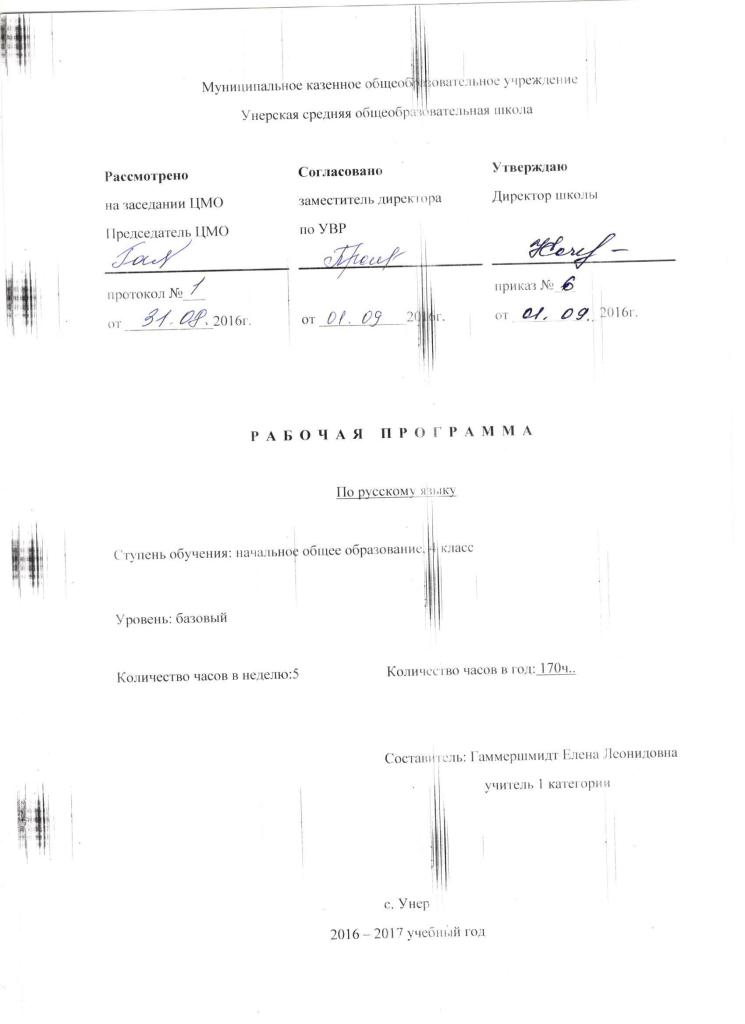 Муниципальное казенное общеобразовательное учреждение
Унерская средняя общеобразовательная школа
Рассмотрено
на заседании ЦМО
Председатель ЦМО
протокол № 1
от 31.08.2016г.
Согласовано
заместитель директора
по УВР
от 01.09 2016г.
Утверждаю
Директор школы
приказ № 6
от 01.09. 2016г.
РАБОЧАЯ ПРОГРАММА
По русскому языку
Ступень обучения: начальное общее образование, 4 класс
Уровень: базовый
Количество часов в неделю:5 Количество часов в год: 170ч..
Составитель: Гаммершмидт Елена Леонидовна
учитель 1 категории
с. Унер
2016 – 2017 учебный год